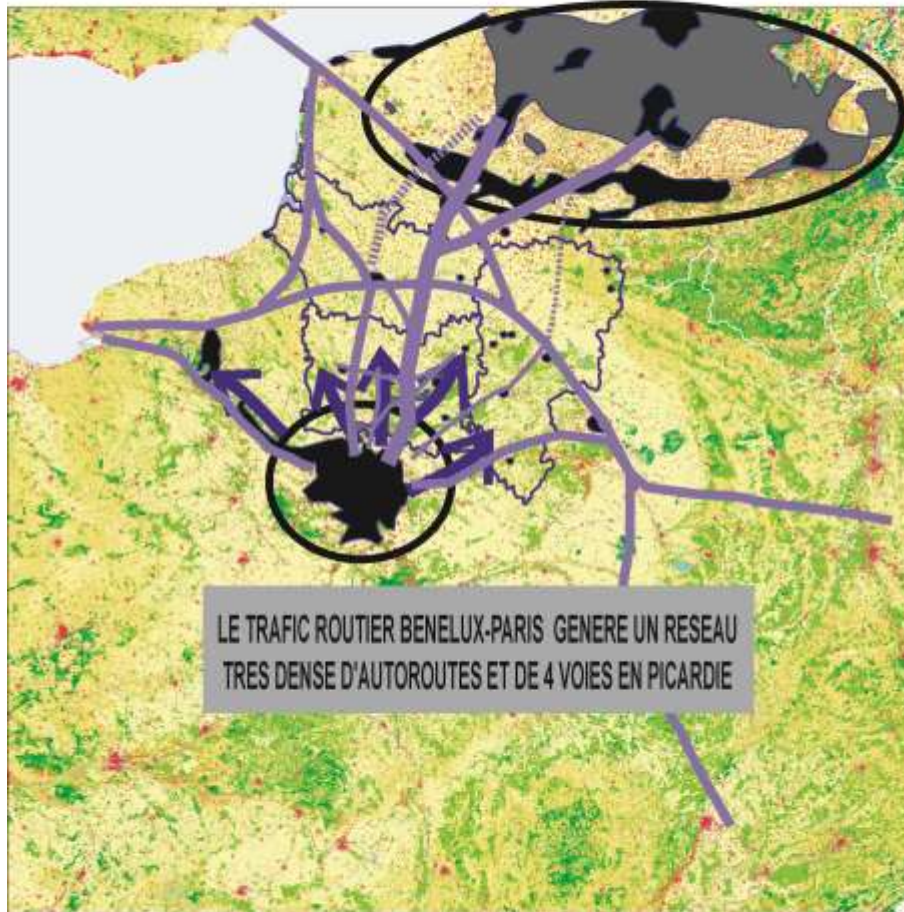 LE TRAFIC ROUTIER BENELUX-PARIS GENERE UN RESEAU
TRES DENSE D'AUTOROUTES ET DE 4 VOIES EN PICARDIE